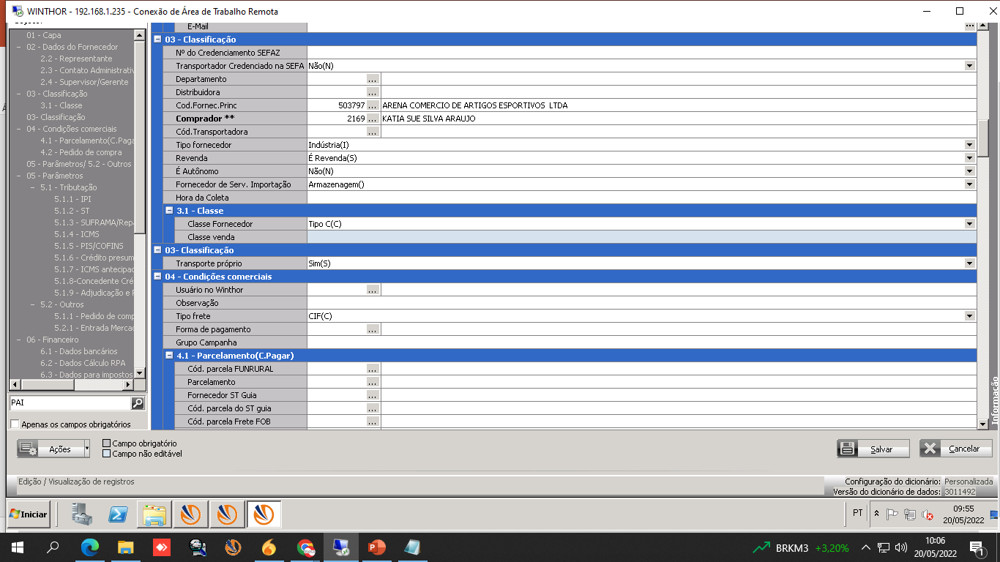 WINTHOR - 192.168.1.235 - Conexão de Área de Trabalho Remota
01 - Capa
02 - Dados do Fornecedor
2.2 - Representante
2.3 - Contato Administrativ
2.4 - Supervisor/Gerente
03 - Classificação
3.1 - Classe
03- Classificação
04 - Condições comerciais
4.1 - Parcelamento(C.Paga
4.2 - Pedido de compra
05 - Parâmetros/ 5.2 - Outros
05 - Parâmetros
5.1 - Tributação
5.1.1 - IPI
5.1.2 - ST
5.1.3 - SUFRAMA/Repa
5.1.4 - ICMS
5.1.5 - PIS/COFINS
5.1.6 - Crédito presum
5.1.7 - ICMS antecipac
5.1.8-Concedente Cré
5.1.9 - Adjudicação e
5.2 - Outros
5.1.1 - Pedido de comp
5.2.1 - Entrada Merca
06 - Financeiro
6.1 - Dados bancários
6.2 - Dados Cálculo RPA
6.3 - Dados para impostos
PAI
Apenas os campos obrigatórios
E-Mail ...
03 - Classificação
Nº do Credenciamento SEFAZ
Transportador Credenciado na SEFA Não(N)
Departamento ...
Distribuidora ...
Cod.Fornec.Princ 503797 ... ARENA COMERCIO DE ARTIGOS ESPORTIVOS LTDA
Comprador ** 2169 ... KATIA SUE SILVA ARAUJO
Cód.Transportadora ...
Tipo fornecedor Indústria(I)
Revenda É Revenda(S)
É Autônomo Não(N)
Fornecedor de Serv. Importação Armazenagem()
Hora da Coleta
3.1 - Classe
Classe Fornecedor Tipo C(C)
Classe venda
03- Classificação
Transporte próprio Sim(S)
04 - Condições comerciais
Usuário no Winthor ...
Observação
Tipo frete CIF(C)
Forma de pagamento ...
Grupo Campanha
4.1 - Parcelamento(C.Pagar)
Cód. parcela FUNRURAL ...
Parcelamento ...
Fornecedor ST Guia ...
Cód. parcela do ST guia ...
Cód. parcela Frete FOB ...
Informação
Ações
Campo obrigatório
Campo não editável
Salvar
Cancelar
Edição / Visualização de registros
Configuração do dicionário: Personalizada
Versão do dicionário de dados: 3011492
Iniciar
PT
09:55
20/05/2022
BRKM3 +3,20%
10:06
20/05/2022
1